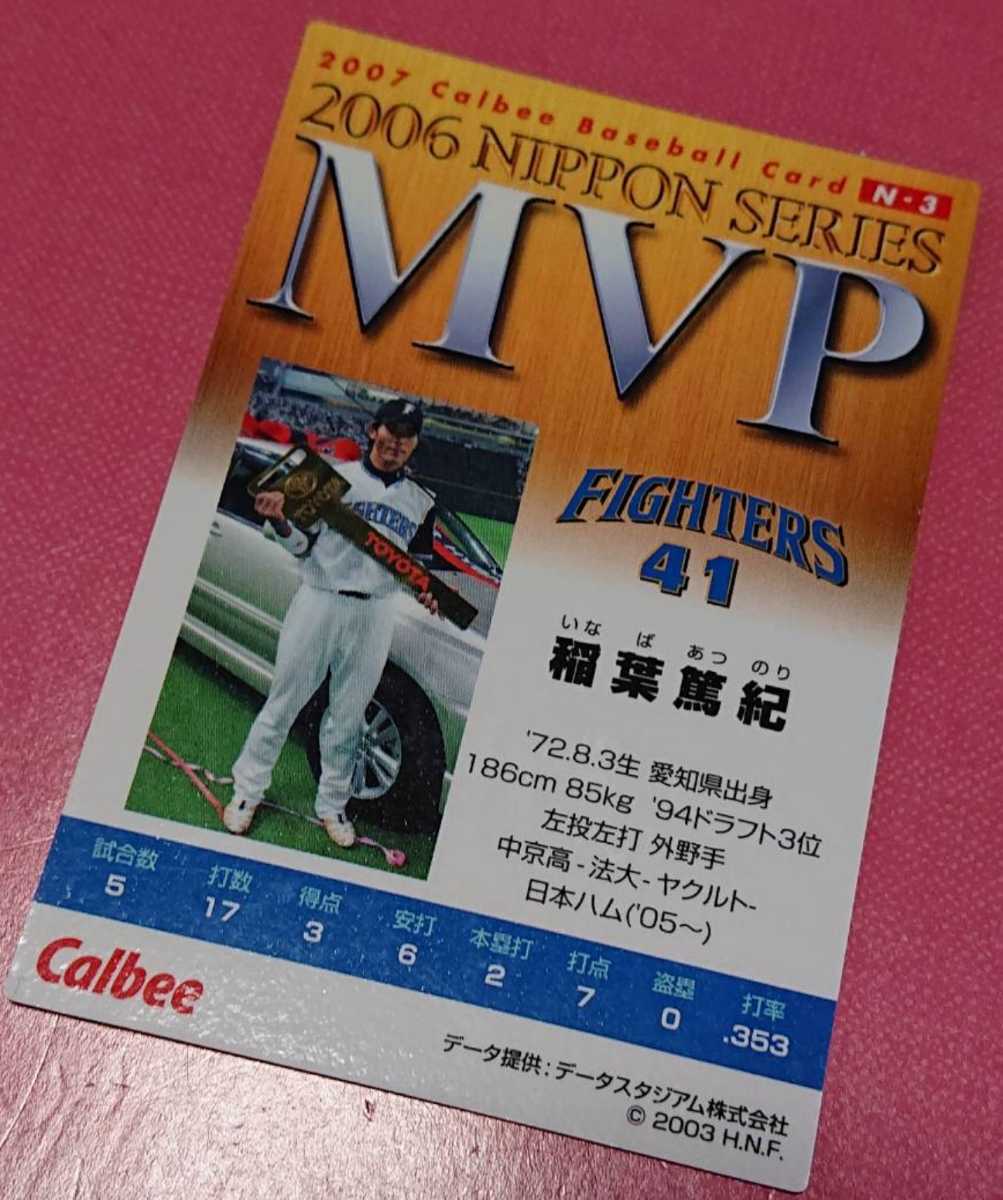 2007 Calbee Baseball Card N-3
2006 NIPPON SERIES
MVP
TOYOTA
FIGHTERS
TOYOTA
FIGHTERS
41
いな ば あつ のり
稲葉篤紀
'72.8.3生 愛知県出身
186cm 85kg '94ドラフト3位
左投左打 外野手
中京高-法大-ヤクルト-
日本ハム('05～)
試合数 打数 得点 安打 本塁打 打点 盗塁 打率
5 17 3 6 2 7 0 .353
Calbee
データ提供:データスタジアム株式会社
© 2003 H.N.F.